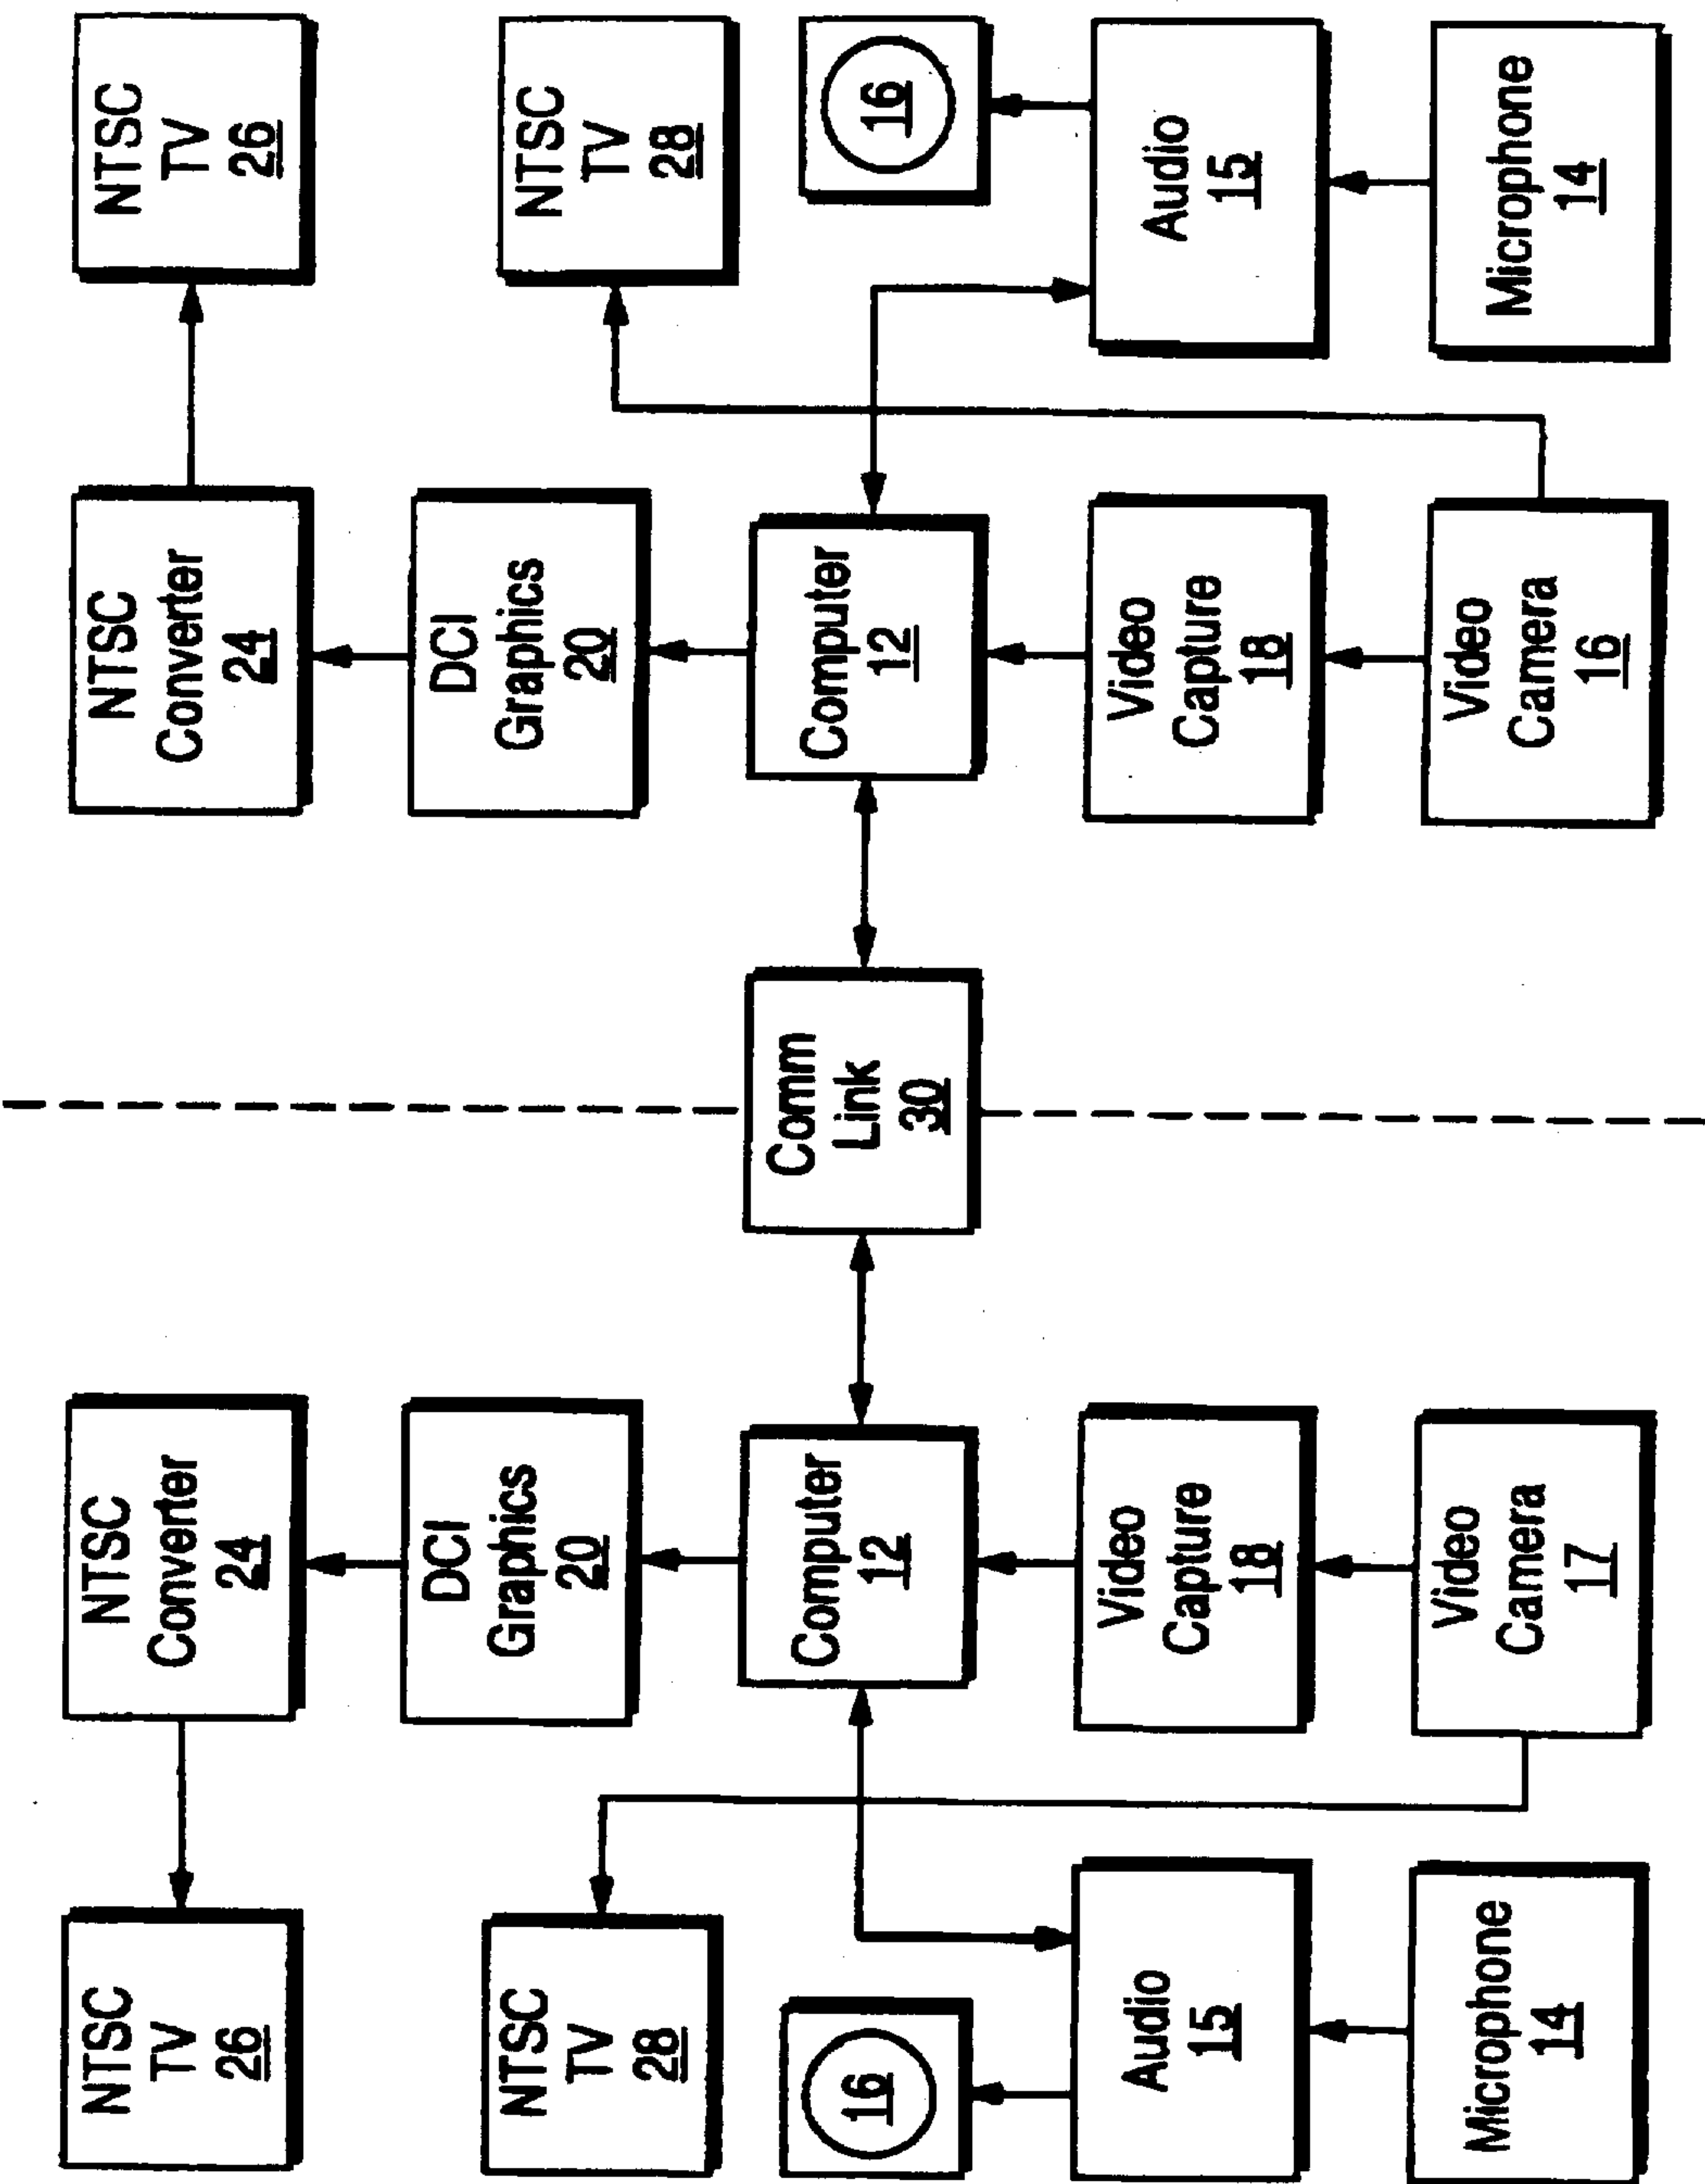 NTSC
TV
26
NTSC
Converter
24
NTSC
Converter
24
NTSC
TV
26
NTSC
TV
28
DCI
Graphics
20
DCI
Graphics
20
NTSC
TV
28
16
Computer
12
Comm
Link
30
Computer
12
16
Audio
15
Video
Capture
18
Video
Capture
18
Audio
15
Microphone
14
Video
Camera
17
Video
Camera
16
Microphone
14